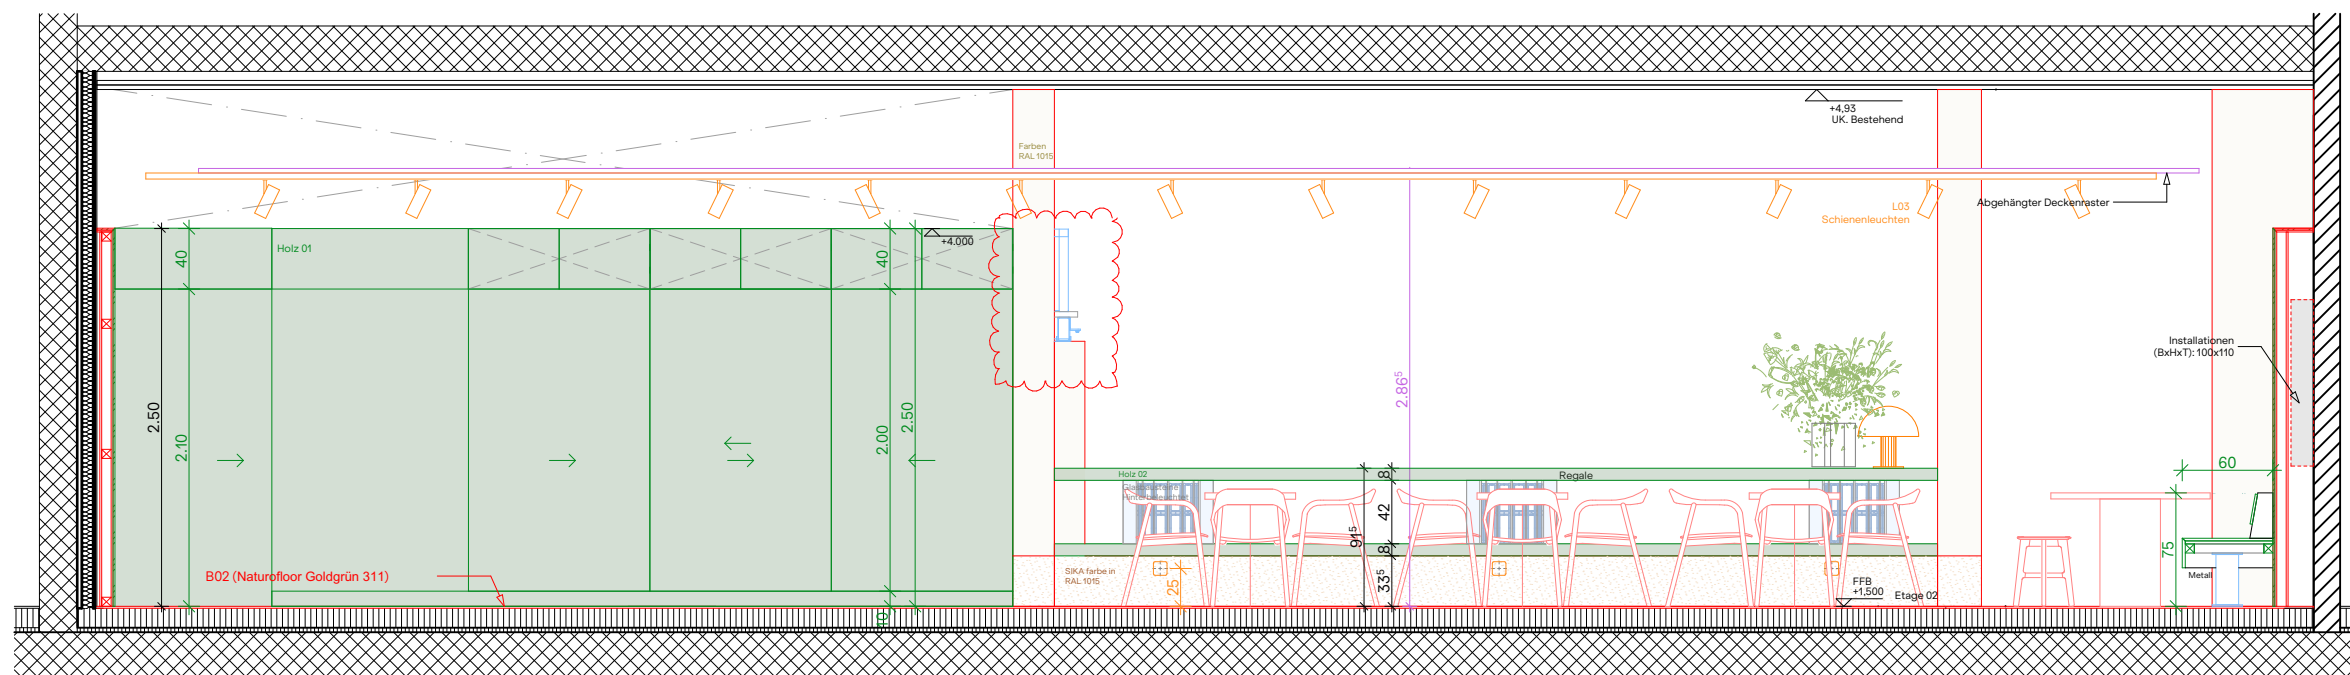 +4,93
UK. Bestehend
Farben
RAL 1015
L03
Schienenleuchten
Abgehängter Deckenraster
Holz 01
+4.000
40
40
2.50
2.10
2.00
2.50
10
B02 (Naturofloor Goldgrün 311)
2.86⁵
Installationen
(BxHxT): 100x110
60
Holz 02
Regale
Hinterbeleuchtet
8
42
91⁵
8
33⁵
25
SIKA farbe in
RAL 1015
FFB
+1,500
Etage 02
75
Metall